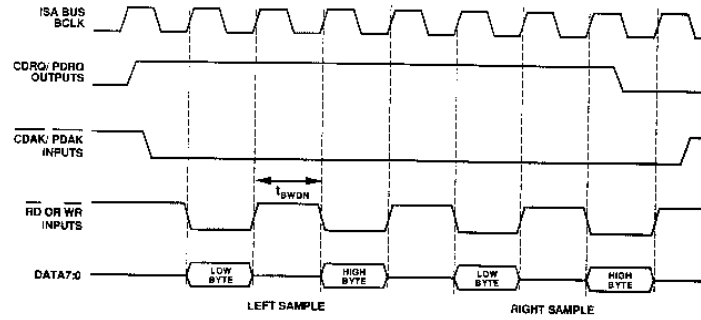 ISA BUS
BCLK
CDRQ/ PDRQ
OUTPUTS
CDAK/ PDAK
INPUTS
tBWDN
RD OR WR
INPUTS
DATA7:0
LOW
BYTE
HIGH
BYTE
LOW
BYTE
HIGH
BYTE
LEFT SAMPLE
RIGHT SAMPLE